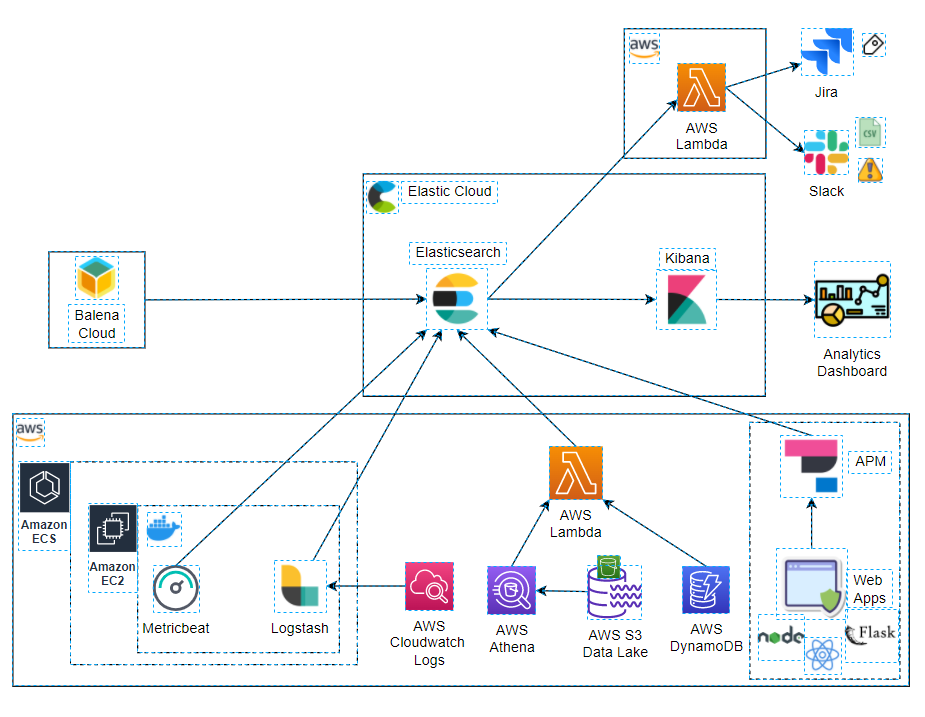 aws
AWS
Lambda
Jira
CSV
Slack
Elastic Cloud
Elasticsearch
Kibana
Balena
Cloud
Analytics
Dashboard
aws
Amazon
ECS
Amazon
EC2
Metricbeat
Logstash
AWS
Cloudwatch
Logs
AWS
Lambda
AWS
Athena
AWS S3
Data Lake
AWS
DynamoDB
APM
Web
Apps
node
Flask